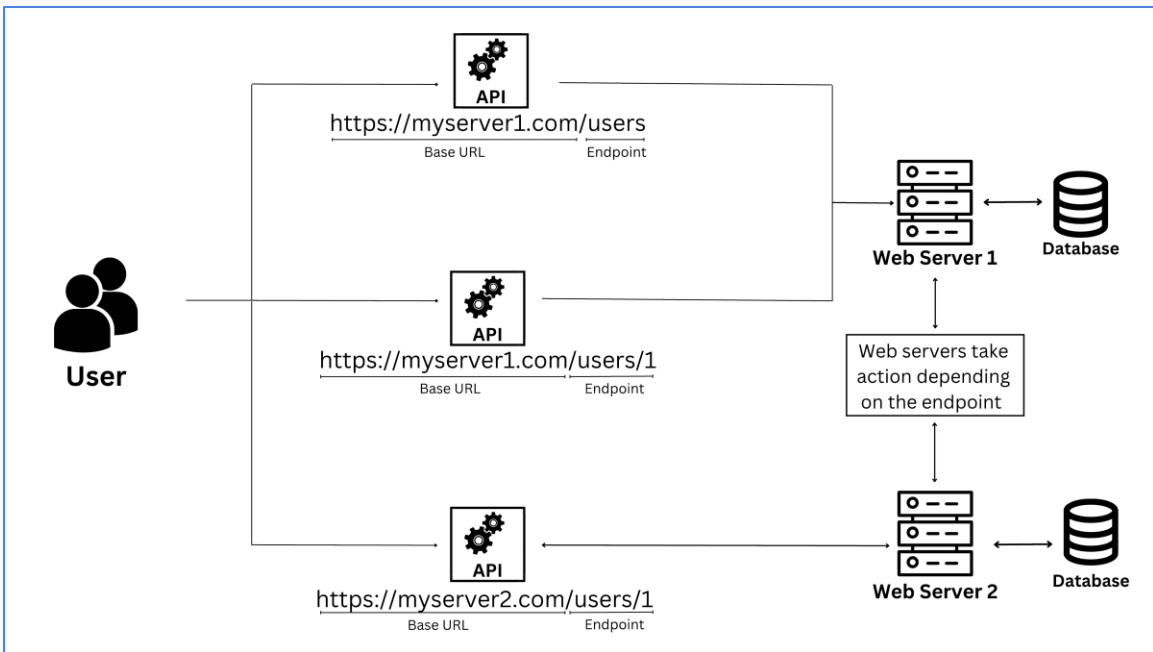 API
https://myserver1.com/users
Base URL
Endpoint
Web Server 1
Database
User
API
https://myserver1.com/users/1
Base URL
Endpoint
Web servers take
action depending
on the endpoint
API
https://myserver2.com/users/1
Base URL
Endpoint
Web Server 2
Database